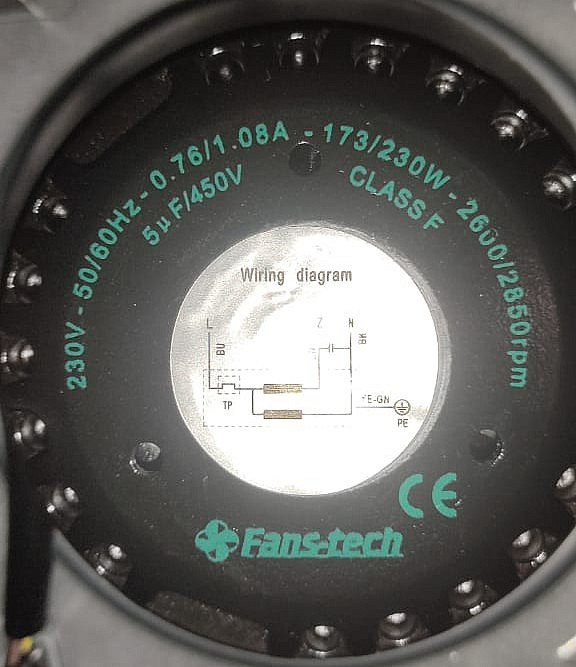 230V - 50/60Hz - 0.76/1.08A - 173/230W - 2600/2850rpm
5µF/450V
CLASS F
Wiring diagram
L Z N
BU
TP
YE-GN
PE
CE
Fans-tech